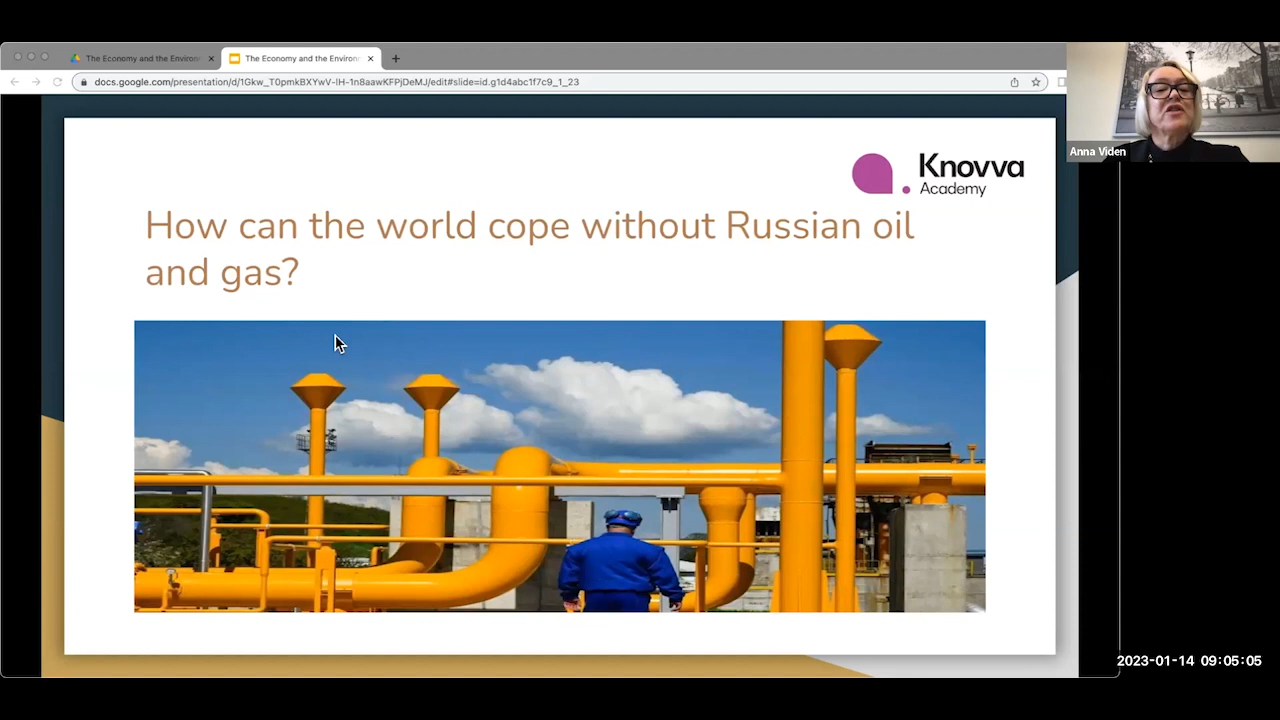 The Economy and the Environ
The Economy and the Environ
docs.google.com/presentation/d/1Gkw_T0pmkBXYwV-lH-1n8aawKFPjDeMJ/edit#slide=id.g1d4abc1f7c9_1_23
Anna Viden
Knovva
Academy
How can the world cope without Russian oil
and gas?
2023-01-14 09:05:05